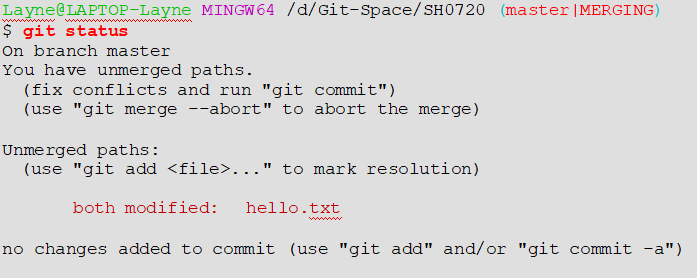 Layne@LAPTOP-Layne MINGW64 /d/Git-Space/SH0720 (master|MERGING)
$ git status
On branch master
You have unmerged paths.
  (fix conflicts and run "git commit")
  (use "git merge --abort" to abort the merge)

Unmerged paths:
  (use "git add <file>..." to mark resolution)

        both modified:   hello.txt

no changes added to commit (use "git add" and/or "git commit -a")